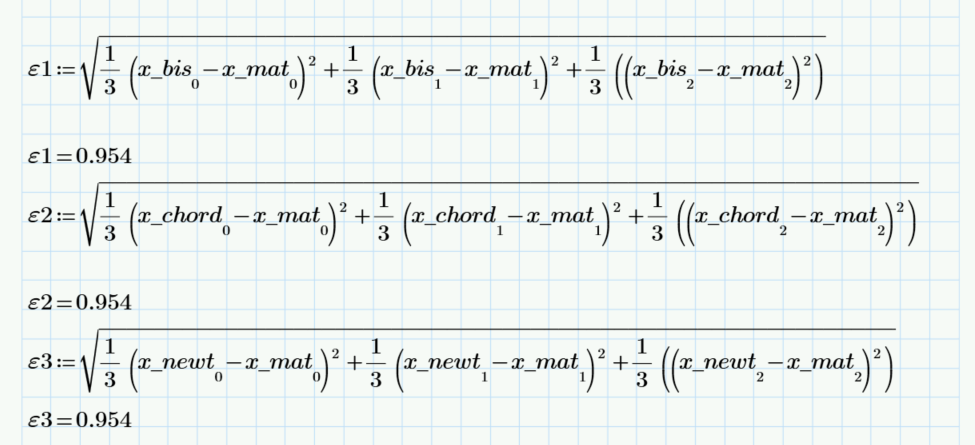 ε1:=√(1/3 (x_bis₀−x_mat₀)²+1/3 (x_bis₁−x_mat₁)²+1/3 ((x_bis₂−x_mat₂)²))
ε1=0.954
ε2:=√(1/3 (x_chord₀−x_mat₀)²+1/3 (x_chord₁−x_mat₁)²+1/3 ((x_chord₂−x_mat₂)²))
ε2=0.954
ε3:=√(1/3 (x_newt₀−x_mat₀)²+1/3 (x_newt₁−x_mat₁)²+1/3 ((x_newt₂−x_mat₂)²))
ε3=0.954